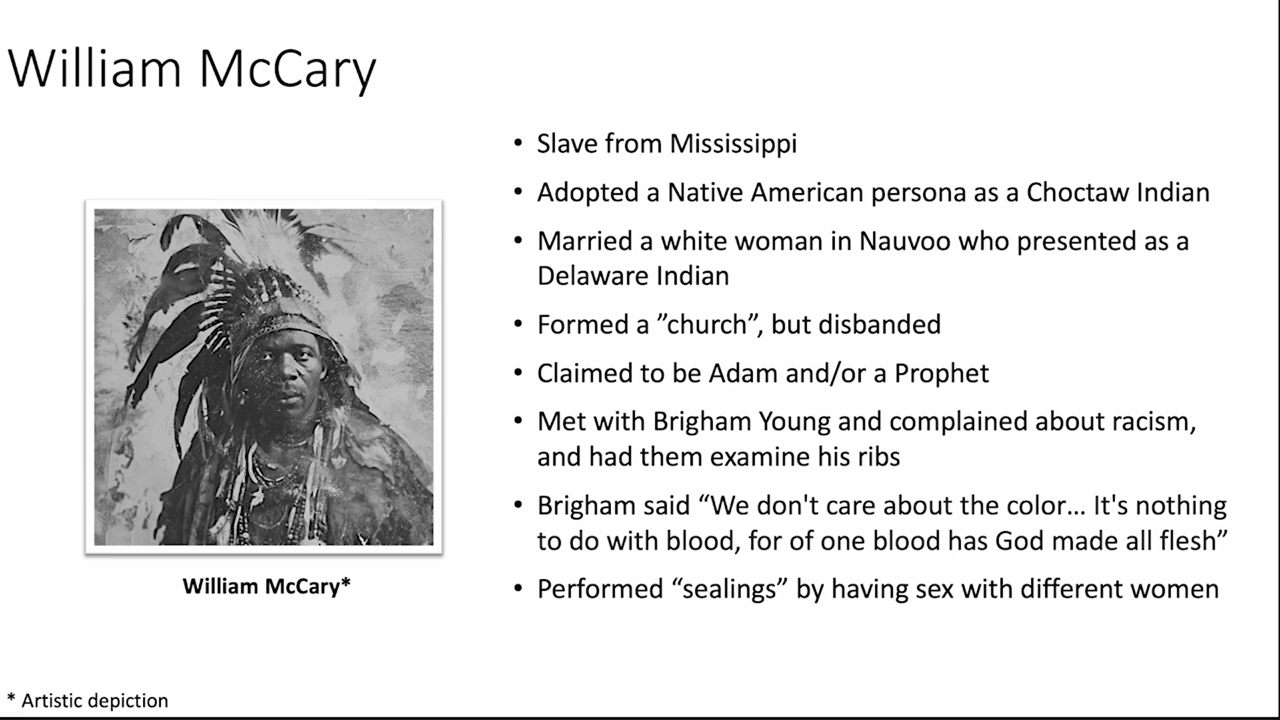 William McCary
• Slave from Mississippi
• Adopted a Native American persona as a Choctaw Indian
• Married a white woman in Nauvoo who presented as a
Delaware Indian
• Formed a ”church”, but disbanded
• Claimed to be Adam and/or a Prophet
• Met with Brigham Young and complained about racism,
and had them examine his ribs
• Brigham said “We don't care about the color... It's nothing
to do with blood, for of one blood has God made all flesh”
• Performed “sealings” by having sex with different women
William McCary*
* Artistic depiction